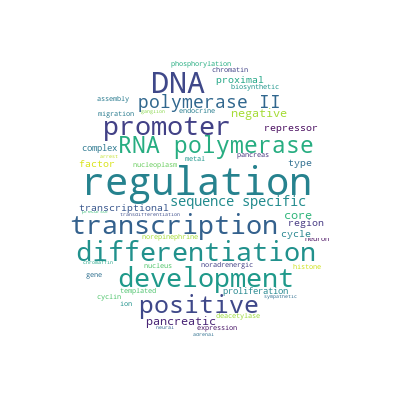 phosphorylation
chromatin
DNA
proximal
biosynthetic
assembly
polymerase II
migration
endocrine
promoter
negative
repressor
RNA polymerase
complex
pancreas
type
factor
nucleoplasm
metal
regulation
sequence specific
transcriptional
transdifferentiation
core
region
transcription
cycle
neuron
norepinephrine
differentiation
nucleus
noradrenergic
histone
gene
development
templated
proliferation
cyclin
ion
positive
sympathetic
deacetylase
pancreatic
expression
neural
adrenal